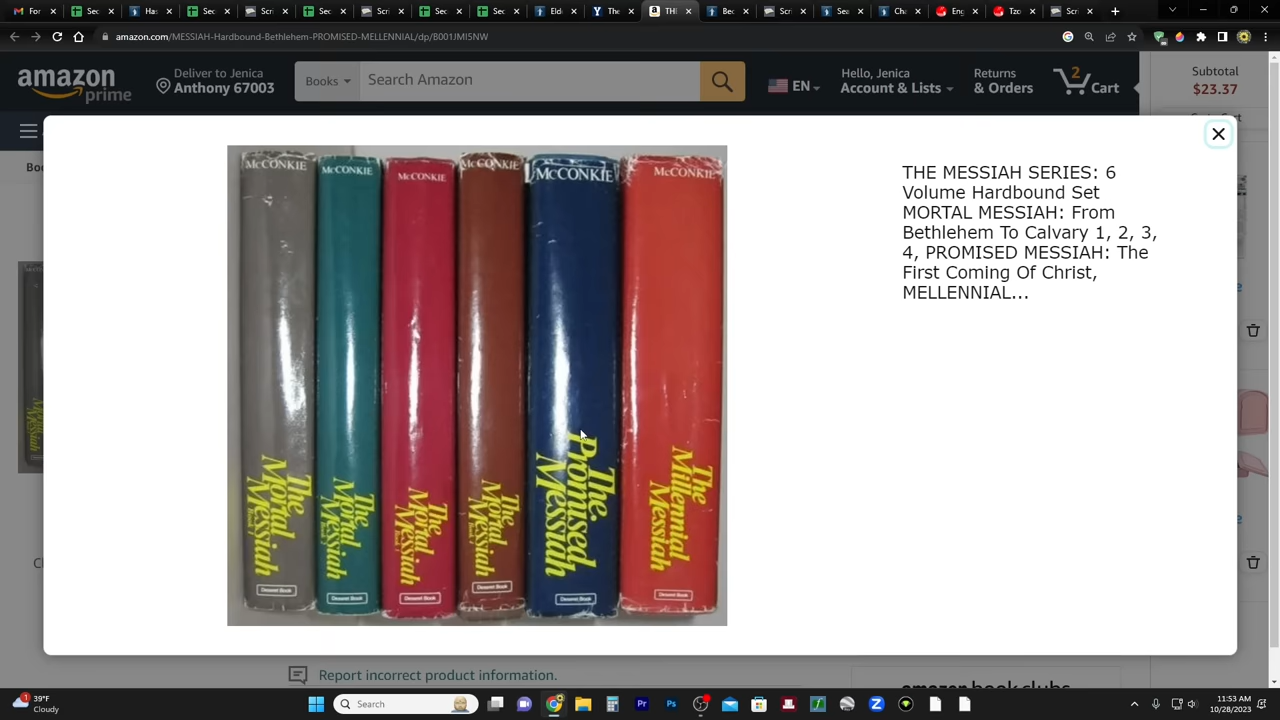 amazon.com/MESSIAH-Hardbound-Bethlehem-PROMISED-MELLENNIAL/dp/B001JMI5NW
amazon
prime
Deliver to Jenica
Anthony 67003
Books
Search Amazon
EN
Hello, Jenica
Account & Lists
Returns
& Orders
2
Cart
Subtotal
$23.37
THE MESSIAH SERIES: 6
Volume Hardbound Set
MORTAL MESSIAH: From
Bethlehem To Calvary 1, 2, 3,
4, PROMISED MESSIAH: The
First Coming Of Christ,
MELLENNIAL...
McCONKIE
McCONKIE
McCONKIE
McCONKIE
McCONKIE
McCONKIE
The Mortal Messiah
The Mortal Messiah
The Mortal Messiah
The Mortal Messiah
The Promised Messiah
The Millennial Messiah
Deseret Book
Deseret Book
Deseret Book
Deseret Book
Deseret Book
Deseret Book
Report incorrect product information.
1
39°F
Cloudy
Search
11:53 AM
10/28/2023